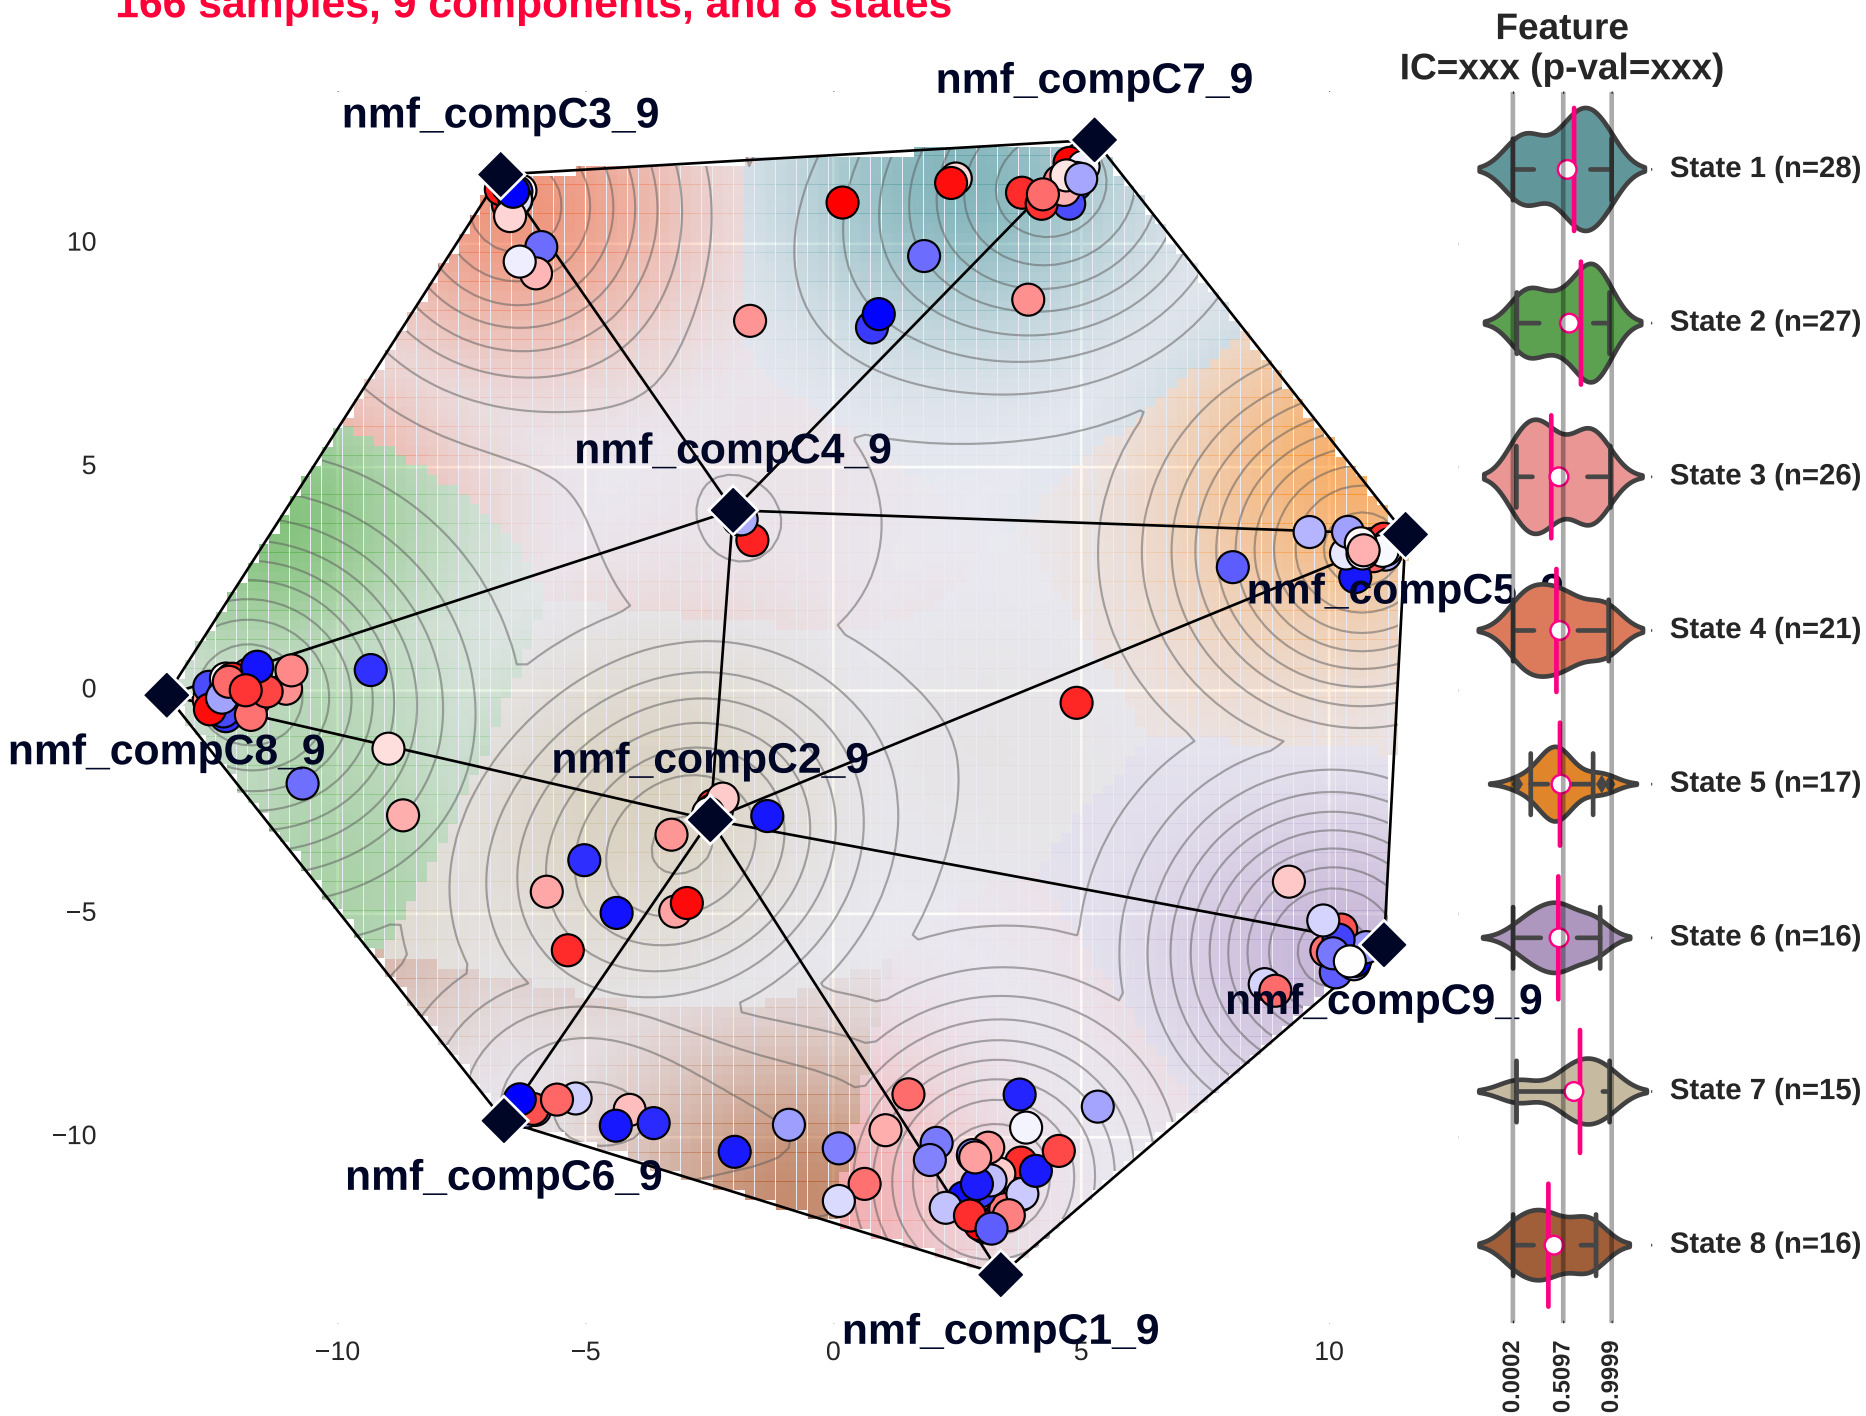 166 samples, 9 components, and 8 states
Feature
IC=xxx (p-val=xxx)
nmf_compC7_9
nmf_compC3_9
State 1 (n=28)
10
State 2 (n=27)
nmf_compC4_9
5
State 3 (n=26)
nmf_compC5_9
State 4 (n=21)
0
nmf_compC8_9
nmf_compC2_9
State 5 (n=17)
−5
State 6 (n=16)
nmf_compC9_9
State 7 (n=15)
−10
nmf_compC6_9
State 8 (n=16)
nmf_compC1_9
−10
−5
0
5
10
0.0002
0.5097
0.9999